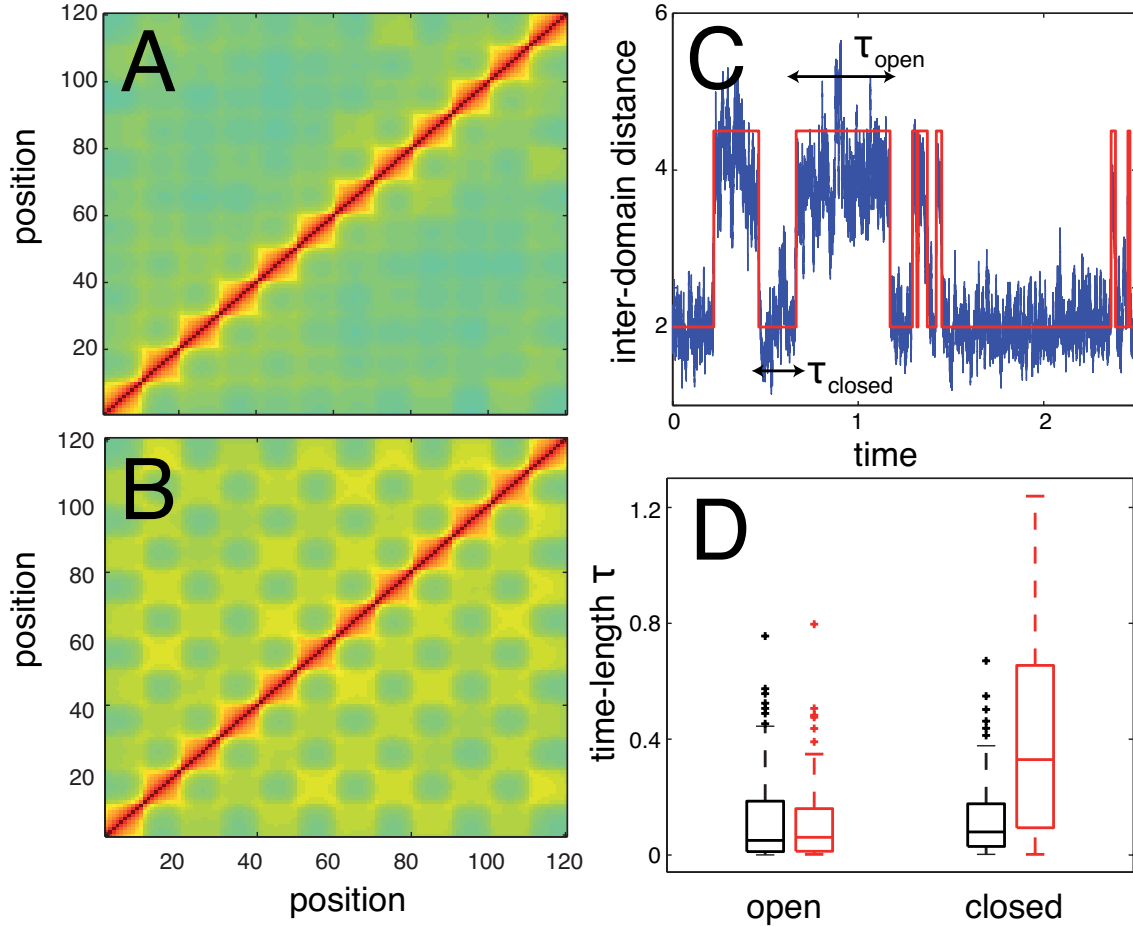 A
position
120
100
80
60
40
20
B
position
120
100
80
60
40
20
20 40 60 80 100 120
position
C
inter-domain distance
6
4
2
τopen
τclosed
0 1 2
time
D
time-length τ
1.2
0.8
0.4
0
open closed